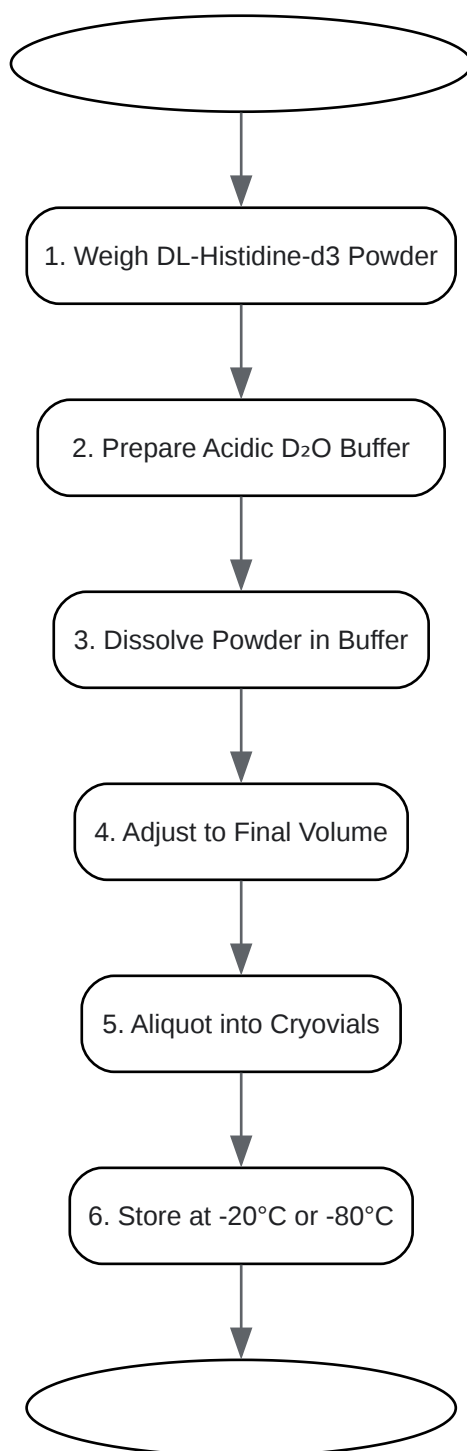 1. Weigh DL-Histidine-d3 Powder
2. Prepare Acidic D₂O Buffer
3. Dissolve Powder in Buffer
4. Adjust to Final Volume
5. Aliquot into Cryovials
6. Store at -20°C or -80°C